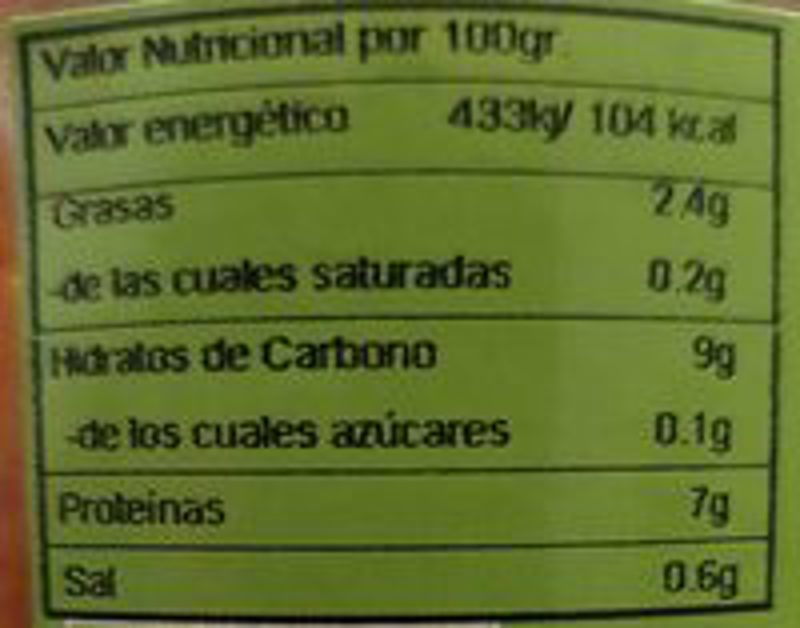 Valor Nutricional por 100gr
Valor energético 433kj/ 104 kcal
Grasas 2.4g
-de las cuales saturadas 0.2g
Hidratos de Carbono 9g
-de los cuales azúcares 0.1g
Proteínas 7g
Sal 0.6g